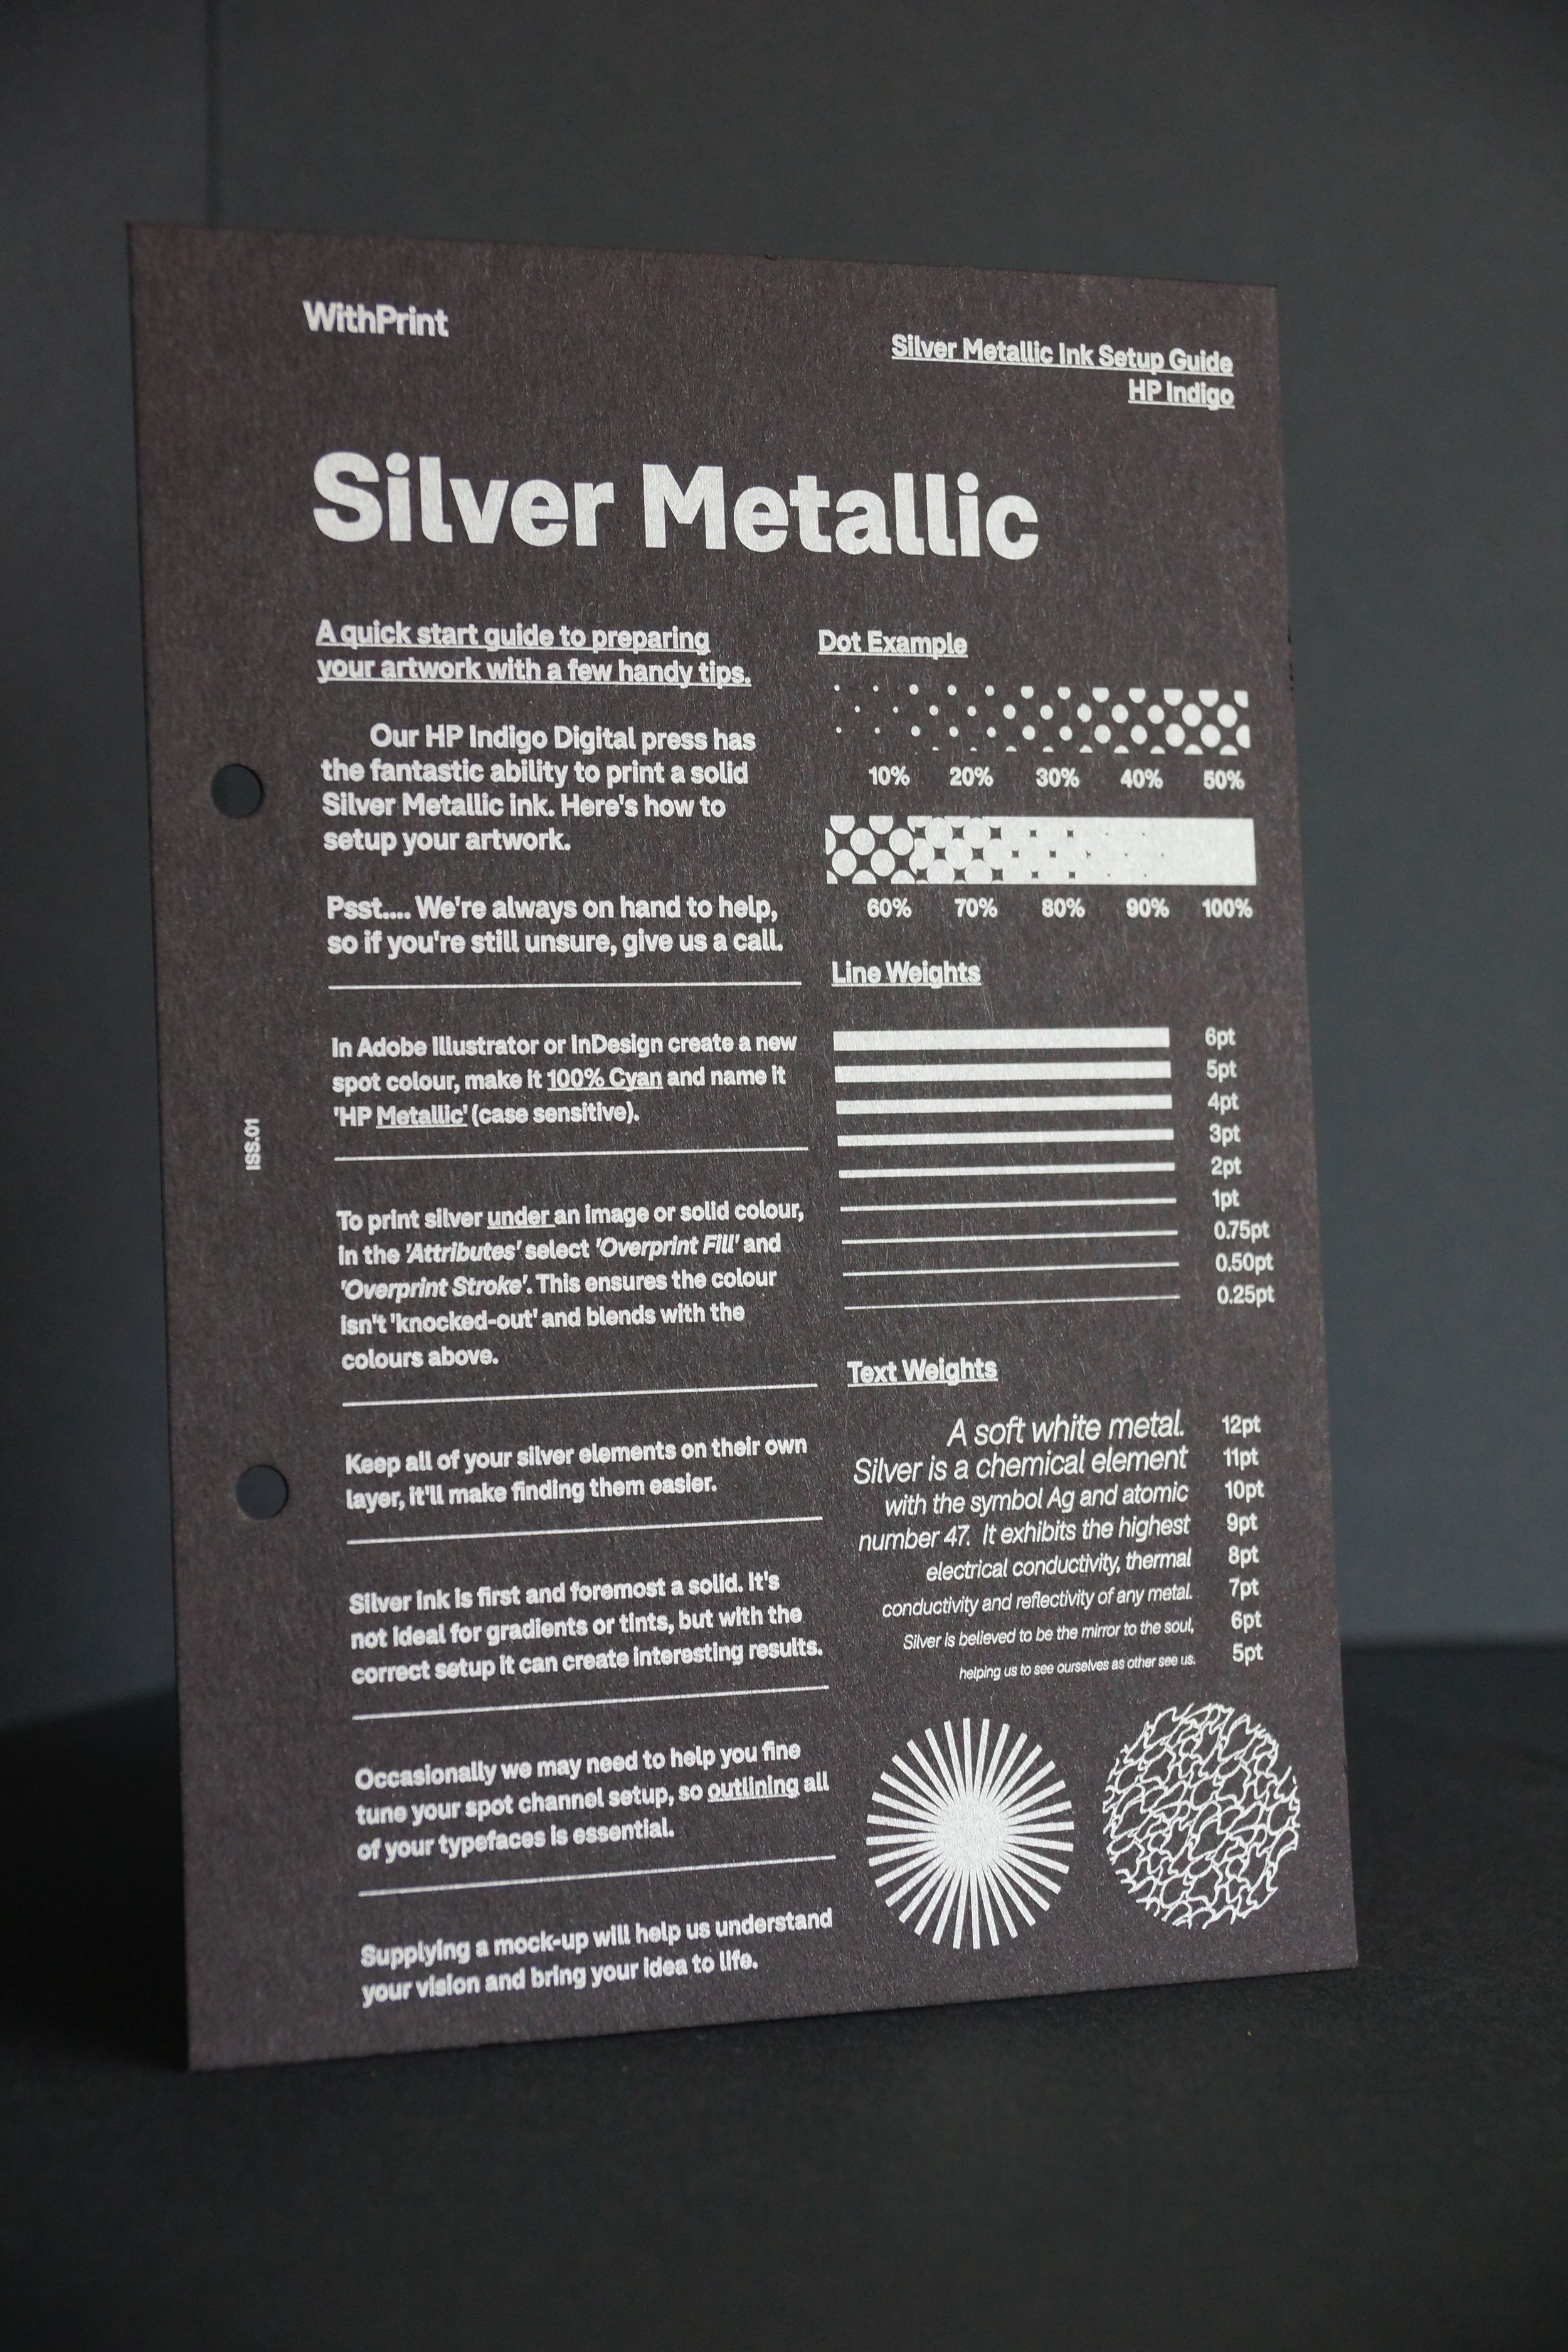 WithPrint
Silver Metallic Ink Setup Guide
HP Indigo
Silver Metallic
A quick start guide to preparing
your artwork with a few handy tips.
Our HP Indigo Digital press has
the fantastic ability to print a solid
Silver Metallic ink. Here's how to
setup your artwork.
Psst.... We're always on hand to help,
so if you're still unsure, give us a call.
In Adobe Illustrator or InDesign create a new
spot colour, make it 100% Cyan and name it
'HP Metallic' (case sensitive).
To print silver under an image or solid colour,
in the 'Attributes' select 'Overprint Fill' and
'Overprint Stroke'. This ensures the colour
isn't 'knocked-out' and blends with the
colours above.
Keep all of your silver elements on their own
layer, it'll make finding them easier.
Silver ink is first and foremost a solid. It's
not ideal for gradients or tints, but with the
correct setup it can create interesting results.
Occasionally we may need to help you fine
tune your spot channel setup, so outlining all
of your typefaces is essential.
Supplying a mock-up will help us understand
your vision and bring your idea to life.
ISS.01
Dot Example
10% 20% 30% 40% 50%
60% 70% 80% 90% 100%
Line Weights
6pt
5pt
4pt
3pt
2pt
1pt
0.75pt
0.50pt
0.25pt
Text Weights
A soft white metal. 12pt
Silver is a chemical element 11pt
with the symbol Ag and atomic 10pt
number 47. It exhibits the highest 9pt
electrical conductivity, thermal 8pt
conductivity and reflectivity of any metal. 7pt
Silver is believed to be the mirror to the soul, 6pt
helping us to see ourselves as other see us. 5pt